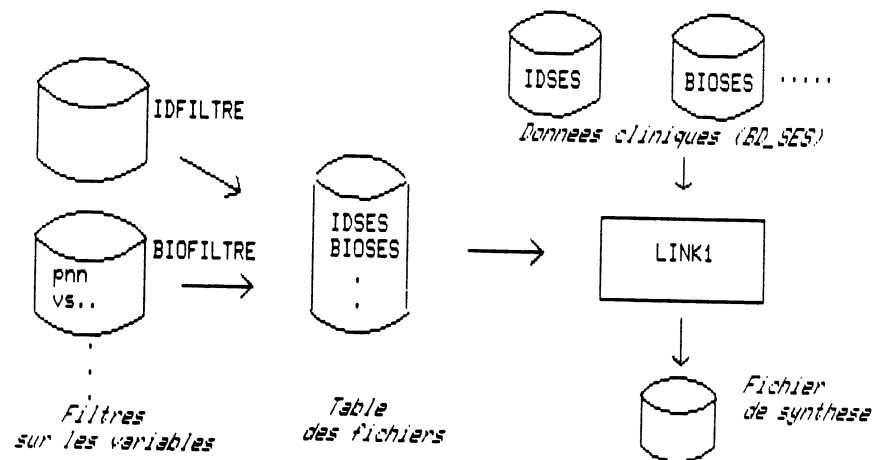 IDSES
BIOSES
.....
Donnees cliniques (BD_SES)
IDFILTRE
BIOFILTRE
pnn
vs..
IDSES
BIOSES
LINK1
Filtres
sur les variables
Table
des fichiers
Fichier
de synthese